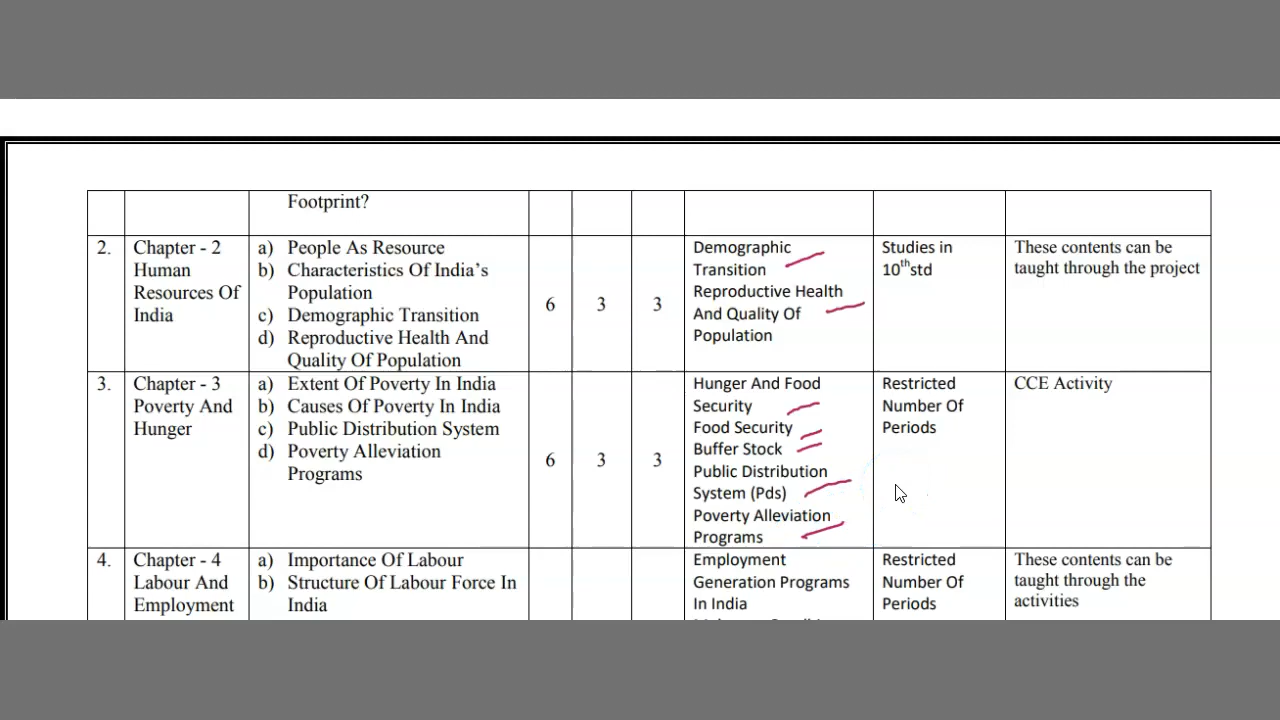 Footprint?
2.
Chapter - 2
Human
Resources Of
India
a) People As Resource
b) Characteristics Of India's
Population
c) Demographic Transition
d) Reproductive Health And
Quality Of Population
6
3
3
Demographic
Transition
Reproductive Health
And Quality Of
Population
Studies in
10thstd
These contents can be
taught through the project
3.
Chapter - 3
Poverty And
Hunger
a) Extent Of Poverty In India
b) Causes Of Poverty In India
c) Public Distribution System
d) Poverty Alleviation
Programs
6
3
3
Hunger And Food
Security
Food Security
Buffer Stock
Public Distribution
System (Pds)
Poverty Alleviation
Programs
Restricted
Number Of
Periods
CCE Activity
4.
Chapter - 4
Labour And
Employment
a) Importance Of Labour
b) Structure Of Labour Force In
India
Employment
Generation Programs
In India
Restricted
Number Of
Periods
These contents can be
taught through the
activities